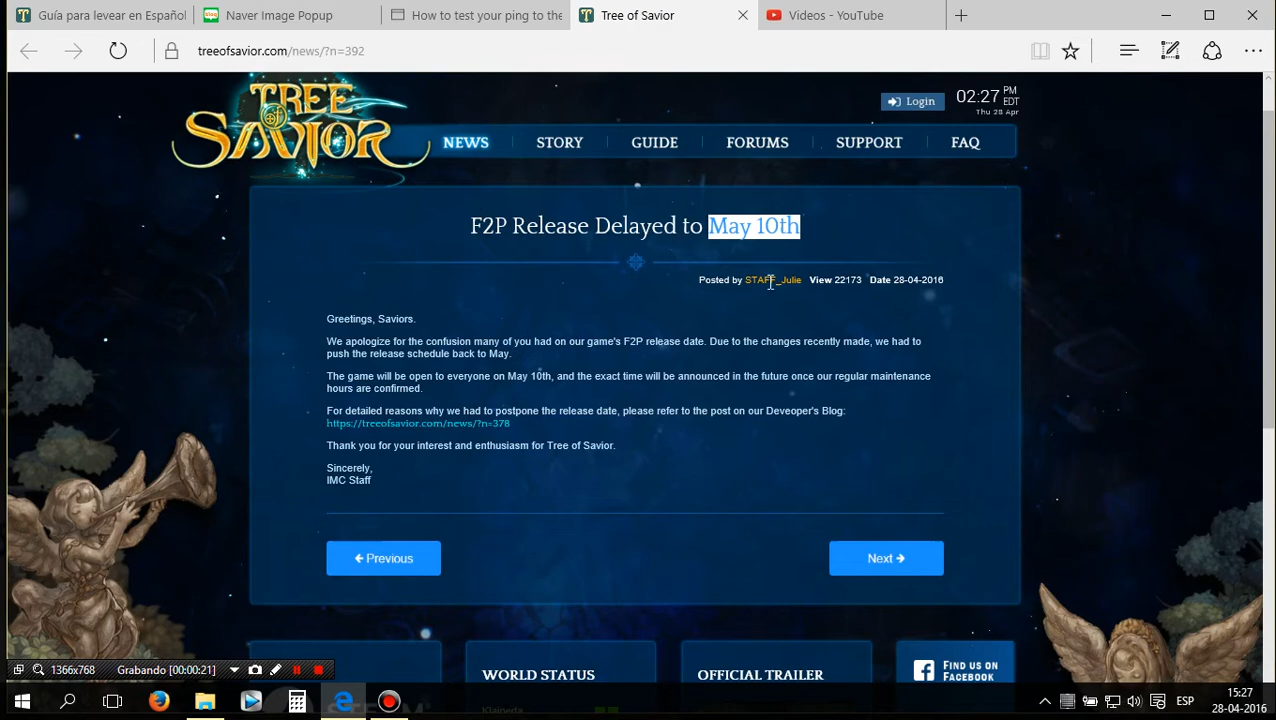 Guía para levear en Español
Naver Image Popup
How to test your ping to the
Tree of Savior
Videos - YouTube
treeofsavior.com/news/?n=392
TREE
of
SAVIOR
Login
02:27 PM EDT
Thu 28 Apr
NEWS
STORY
GUIDE
FORUMS
SUPPORT
FAQ
F2P Release Delayed to May 10th
Posted by STAFF_Julie View 22173 Date 28-04-2016
Greetings, Saviors.
We apologize for the confusion many of you had on our game's F2P release date. Due to the changes recently made, we had to
push the release schedule back to May.
The game will be open to everyone on May 10th, and the exact time will be announced in the future once our regular maintenance
hours are confirmed.
For detailed reasons why we had to postpone the release date, please refer to the post on our Deveoper's Blog:
https://treeofsavior.com/news/?n=378
Thank you for your interest and enthusiasm for Tree of Savior.
Sincerely,
IMC Staff
Previous
Next
WORLD STATUS
OFFICIAL TRAILER
FIND US ON
FACEBOOK
Klaipeda
1366x768
Grabando [00:00:21]
ESP
15:27
28-04-2016